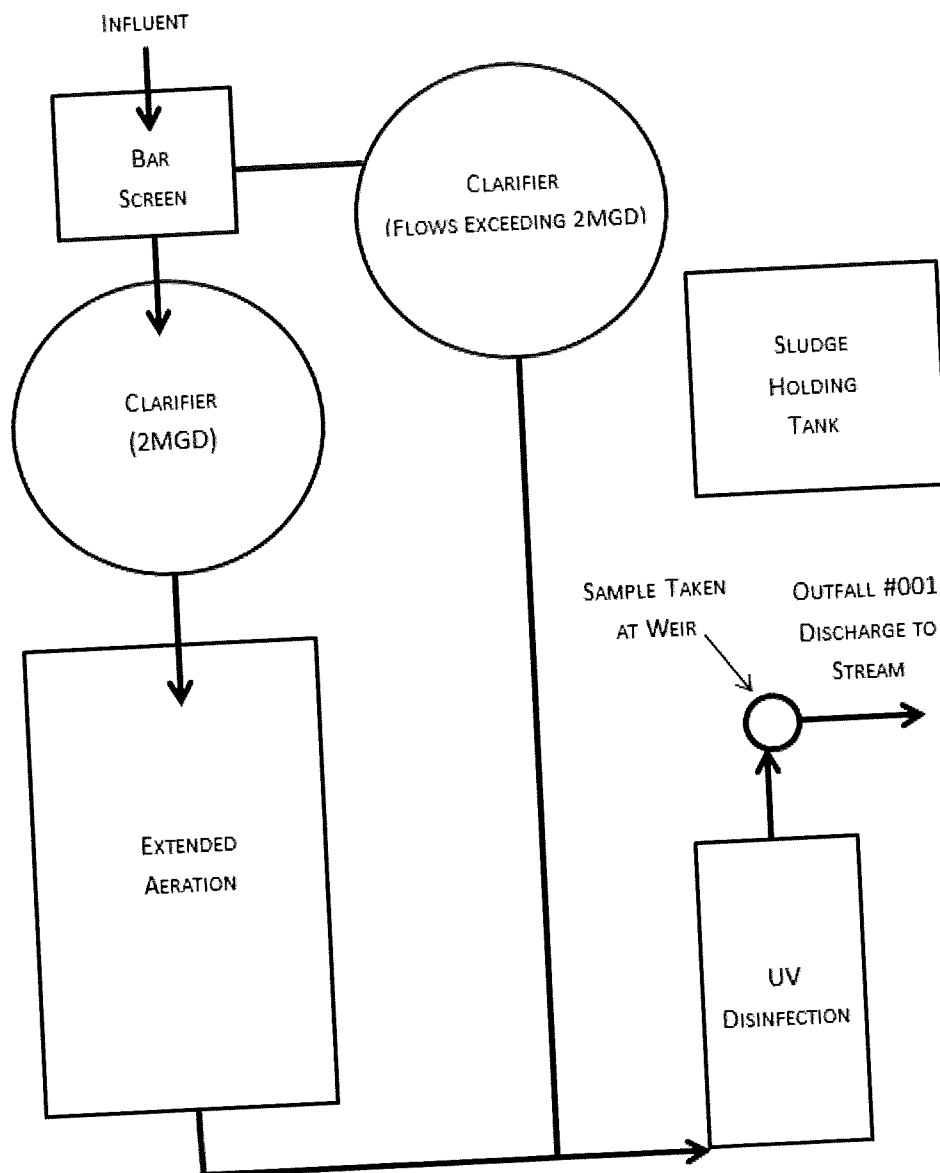 INFLUENT
BAR
SCREEN
CLARIFIER
(FLOWS EXCEEDING 2MGD)
CLARIFIER
(2MGD)
SLUDGE
HOLDING
TANK
SAMPLE TAKEN
AT WEIR
OUTFALL #001
DISCHARGE TO
STREAM
EXTENDED
AERATION
UV
DISINFECTION